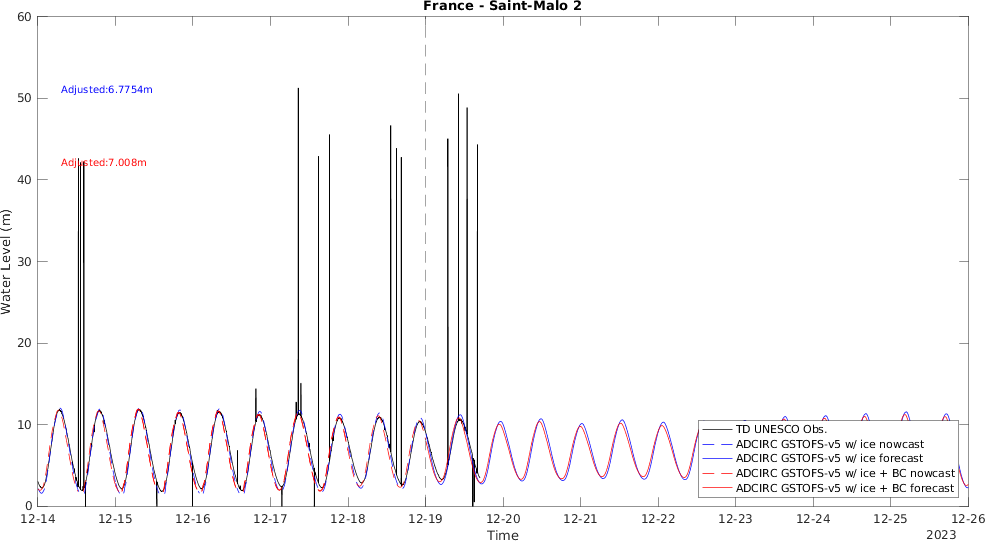 France - Saint-Malo 2
60
50
40
30
20
10
0
Water Level (m)
Adjusted:6.7754m
Adjusted:7.008m
TD UNESCO Obs.
ADCIRC GSTOFS-v5 w/ ice nowcast
ADCIRC GSTOFS-v5 w/ ice forecast
ADCIRC GSTOFS-v5 w/ ice + BC nowcast
ADCIRC GSTOFS-v5 w/ ice + BC forecast
12-14 12-15 12-16 12-17 12-18 12-19 12-20 12-21 12-22 12-23 12-24 12-25 12-26
Time
2023